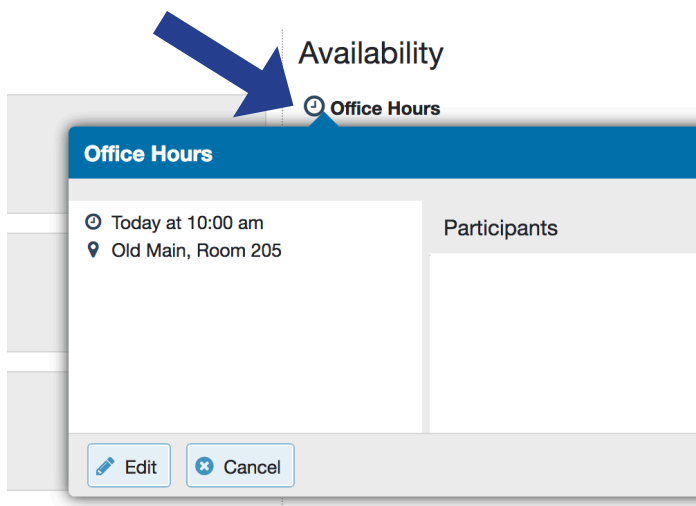 Availability
Office Hours
Office Hours
Today at 10:00 am
Old Main, Room 205
Participants
Edit
Cancel